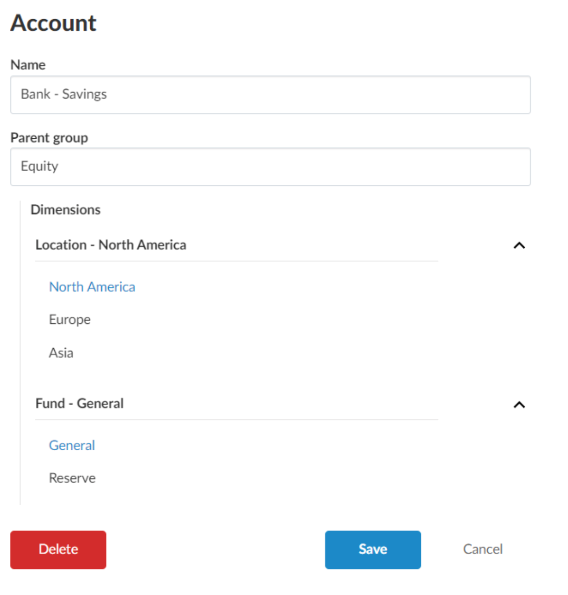 Account
Name
Bank - Savings
Parent group
Equity
Dimensions
Location - North America
North America
Europe
Asia
Fund - General
General
Reserve
Delete
Save
Cancel